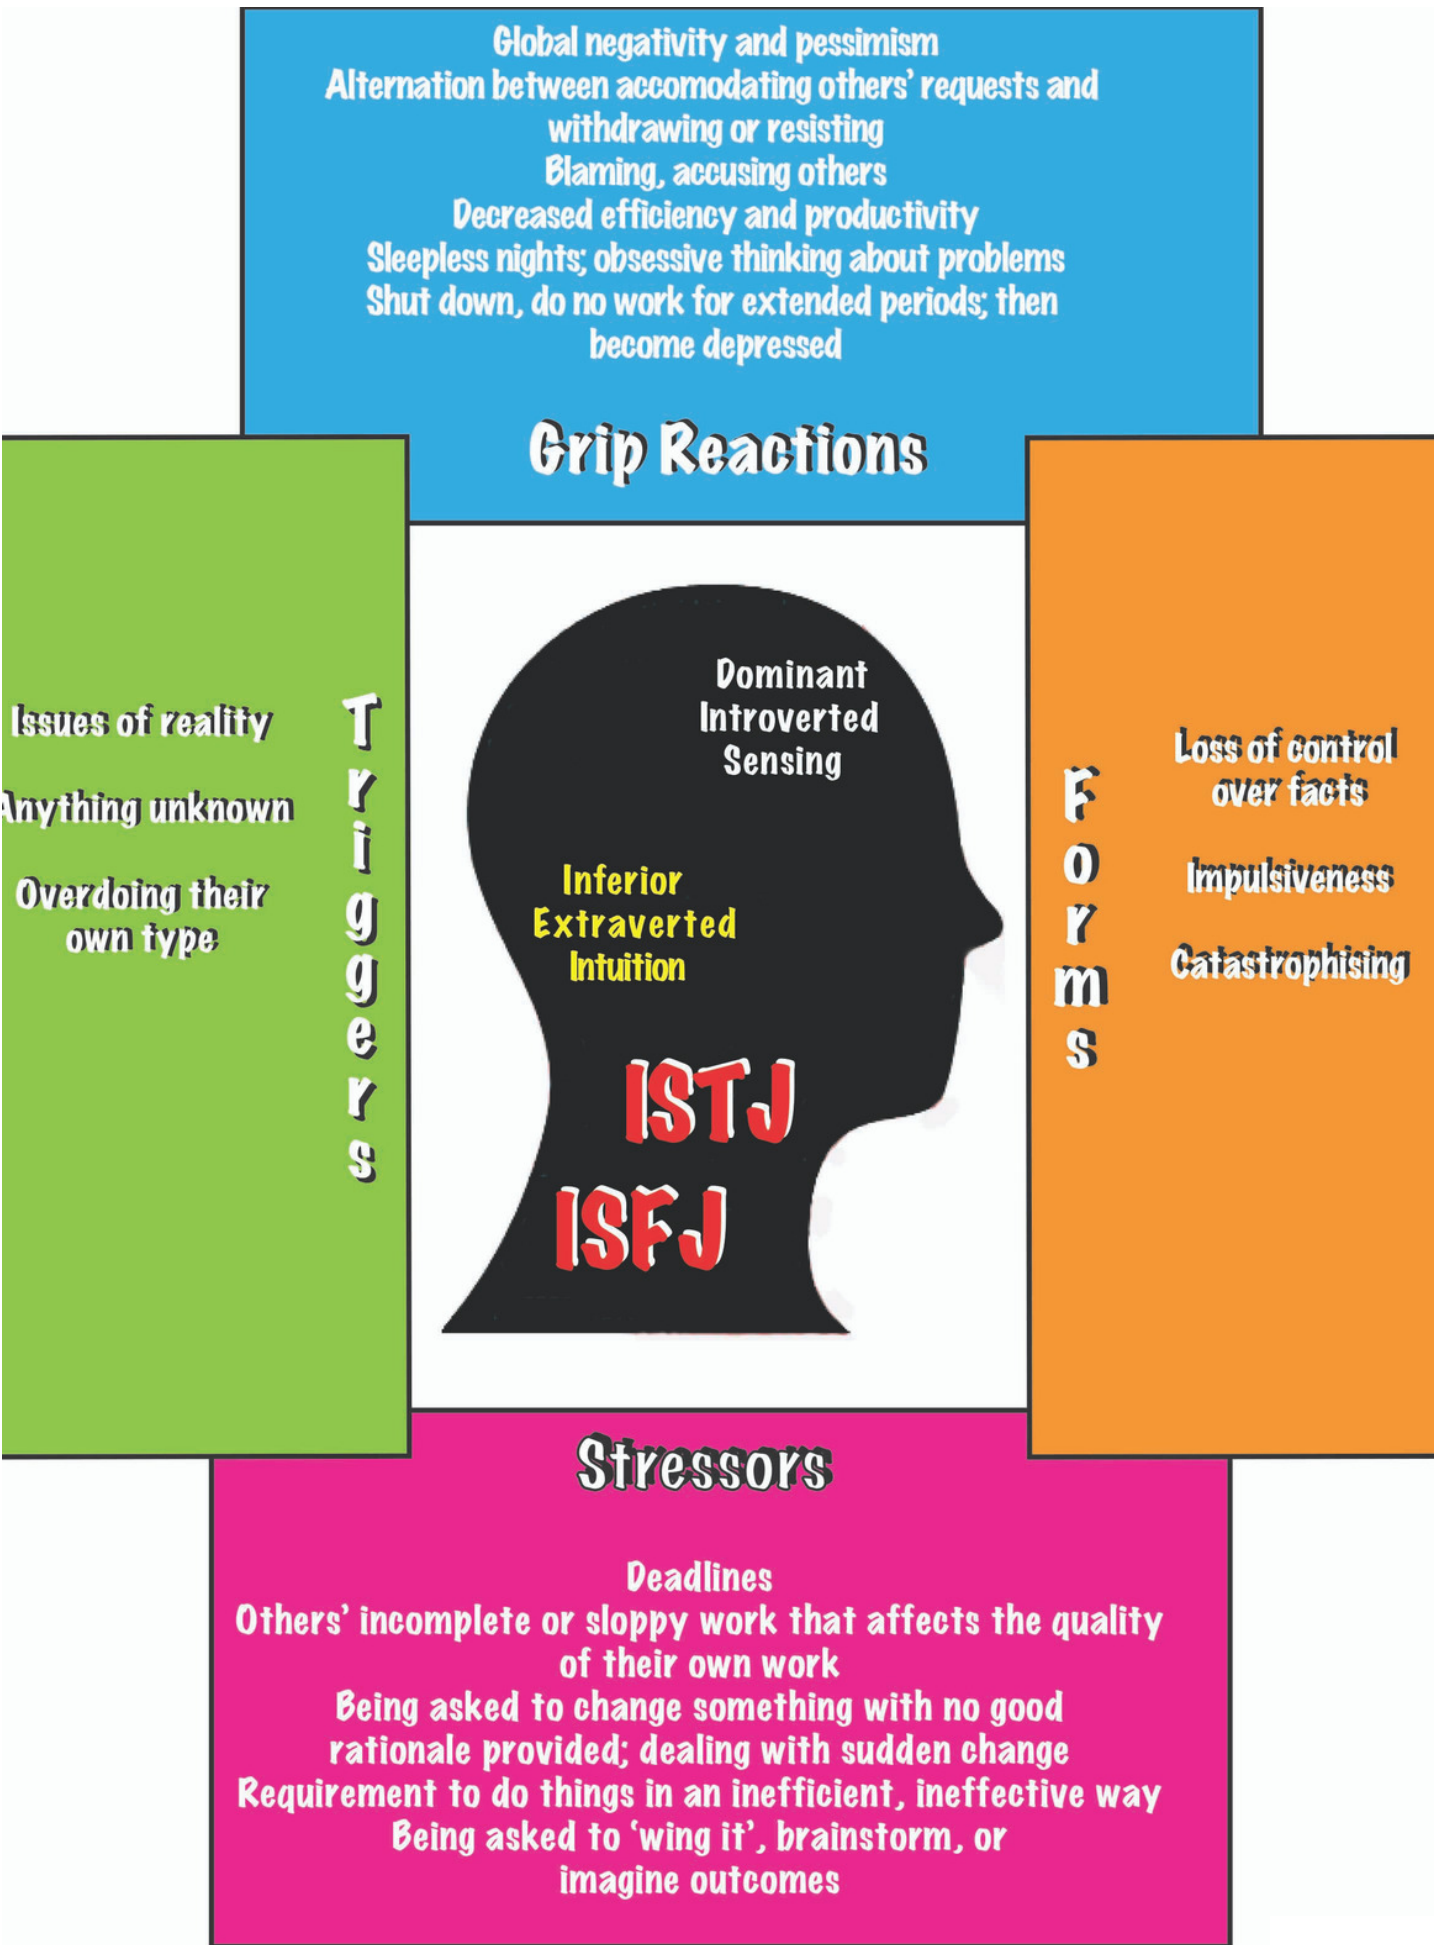 Global negativity and pessimism
Alternation between accomodating others' requests and
withdrawing or resisting
Blaming, accusing others
Decreased efficiency and productivity
Sleepless nights; obsessive thinking about problems
Shut down, do no work for extended periods; then
become depressed
Grip Reactions
Issues of reality
Anything unknown
Overdoing their
own type
Triggers
Dominant
Introverted
Sensing
Inferior
Extraverted
Intuition
ISTJ
ISFJ
Forms
Loss of control
over facts
Impulsiveness
Catastrophising
Stressors
Deadlines
Others' incomplete or sloppy work that affects the quality
of their own work
Being asked to change something with no good
rationale provided; dealing with sudden change
Requirement to do things in an inefficient, ineffective way
Being asked to ‘wing it’, brainstorm, or
imagine outcomes